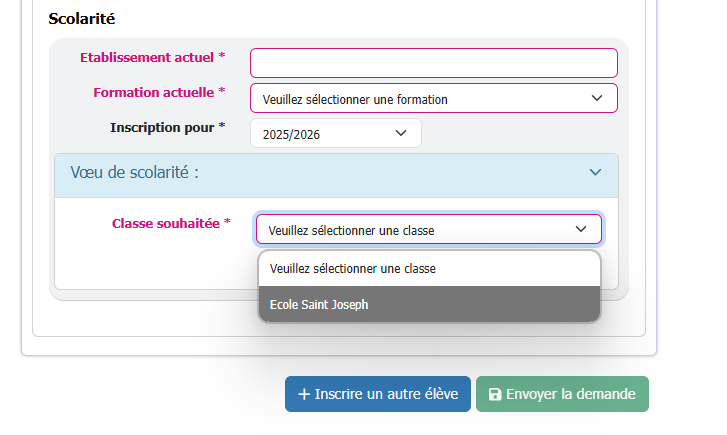 Scolarité
Etablissement actuel *
Formation actuelle * Veuillez sélectionner une formation
Inscription pour * 2025/2026
Vœu de scolarité :
Classe souhaitée * Veuillez sélectionner une classe
Veuillez sélectionner une classe
Ecole Saint Joseph
+ Inscrire un autre élève Envoyer la demande